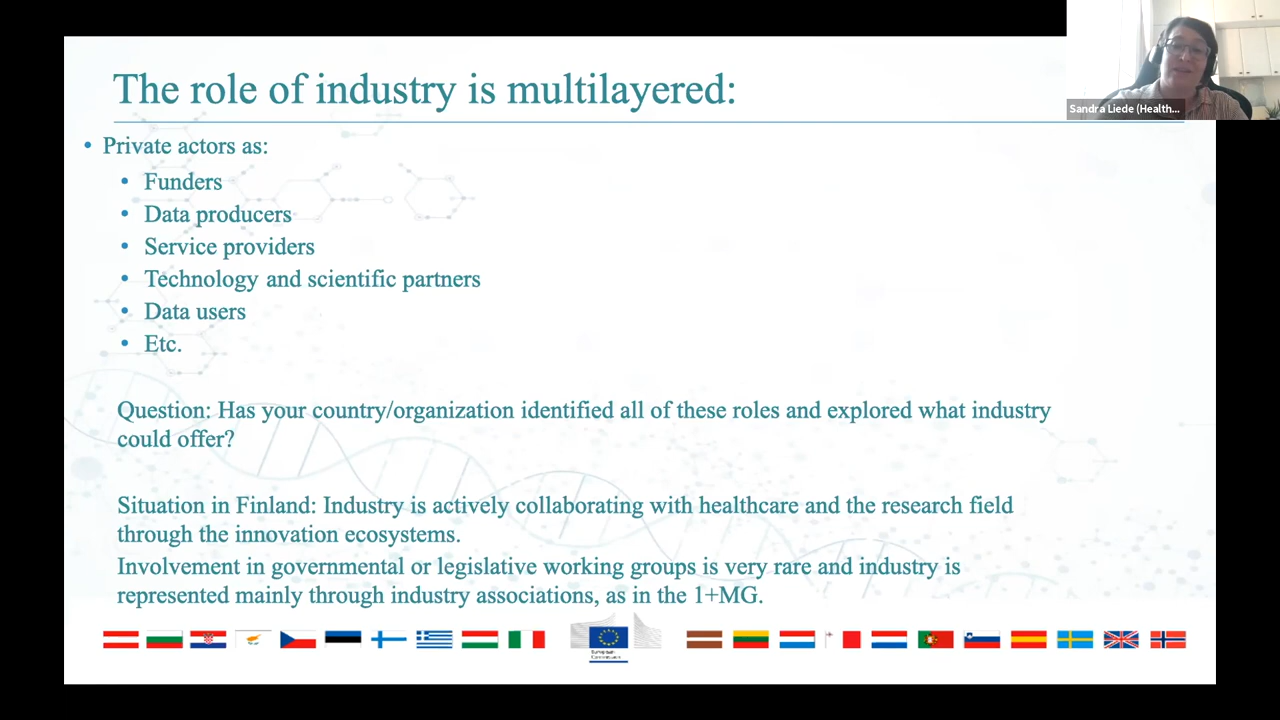 The role of industry is multilayered:
Sandra Liede (Health...
• Private actors as:
• Funders
• Data producers
• Service providers
• Technology and scientific partners
• Data users
• Etc.
Question: Has your country/organization identified all of these roles and explored what industry
could offer?
Situation in Finland: Industry is actively collaborating with healthcare and the research field
through the innovation ecosystems.
Involvement in governmental or legislative working groups is very rare and industry is
represented mainly through industry associations, as in the 1+MG.
European
Commission